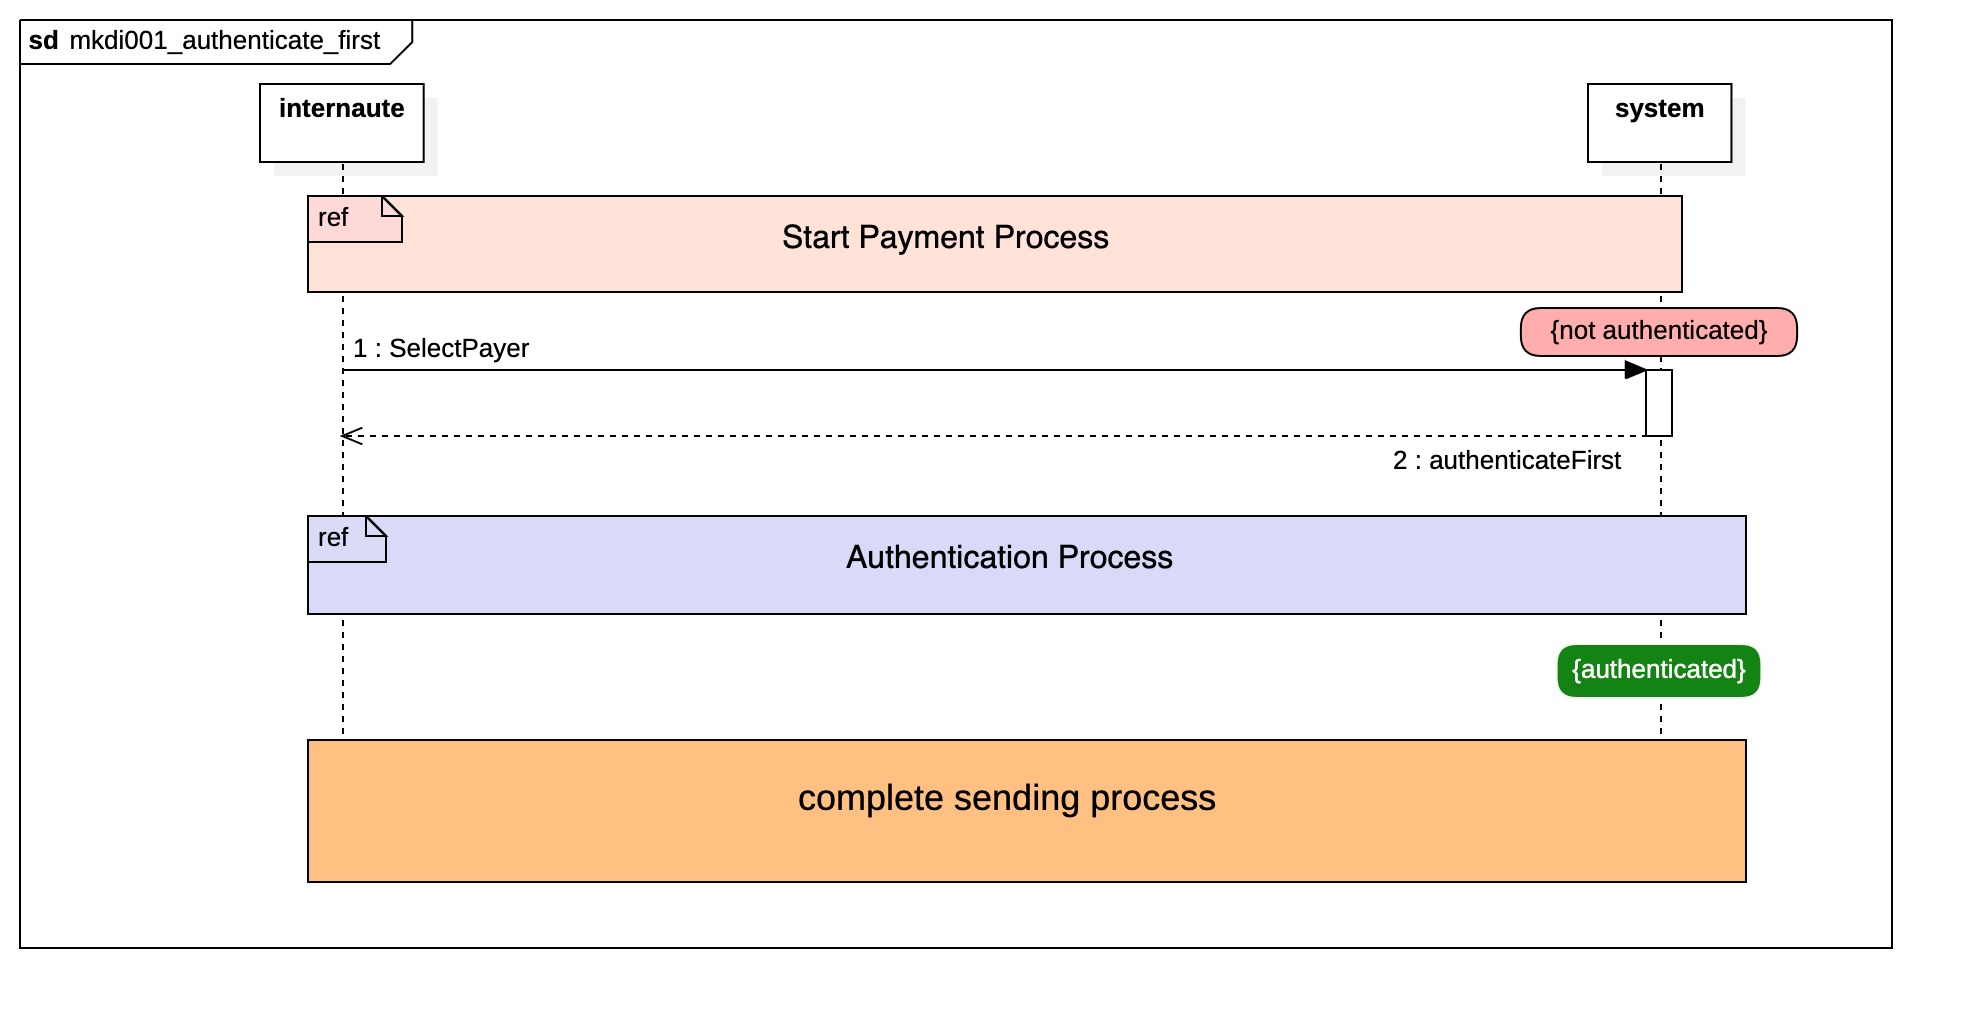 sd mkdi001_authenticate_first
internaute
system
ref
Start Payment Process
{not authenticated}
1 : SelectPayer
2 : authenticateFirst
ref
Authentication Process
{authenticated}
complete sending process